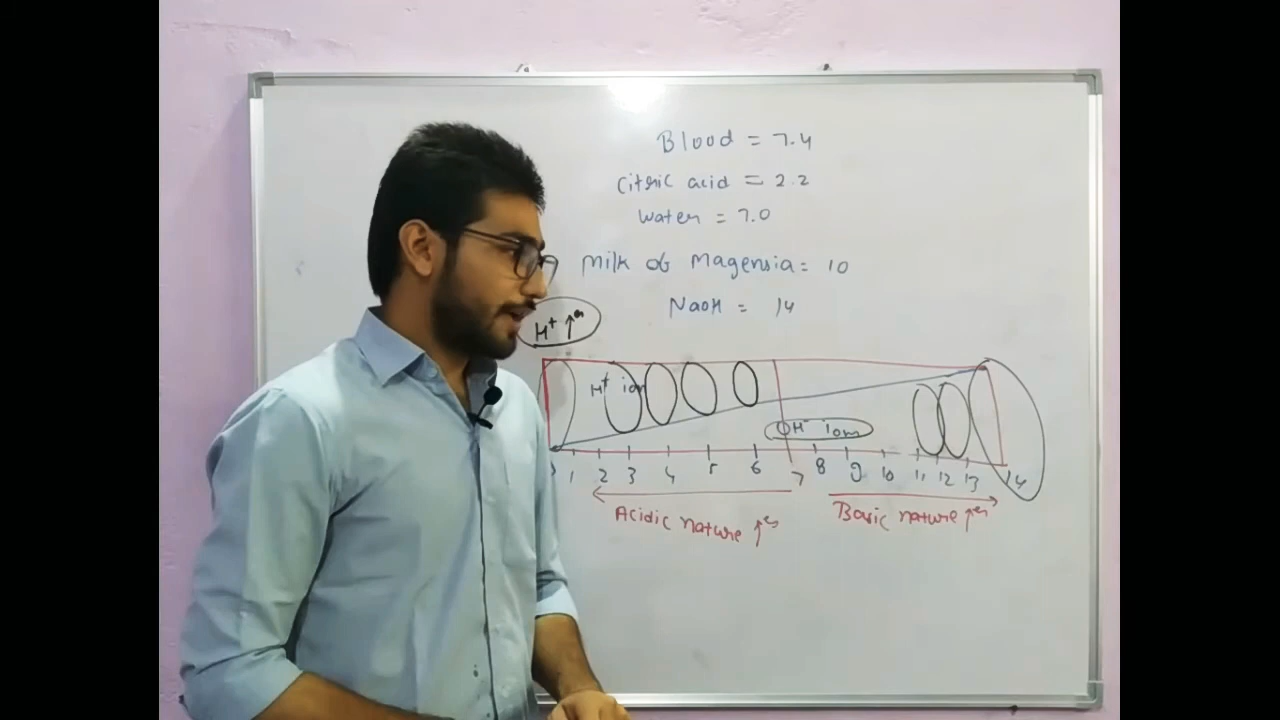 Blood = 7.4
Citric acid = 2.2
Water = 7.0
Milk of Magensia = 10
NaOH = 14
H⁺ ↑es
H⁺ ion
OH⁻ ions
0 1 2 3 4 5 6 7 8 9 10 11 12 13 14
Acidic nature ↑es
Basic nature ↑es